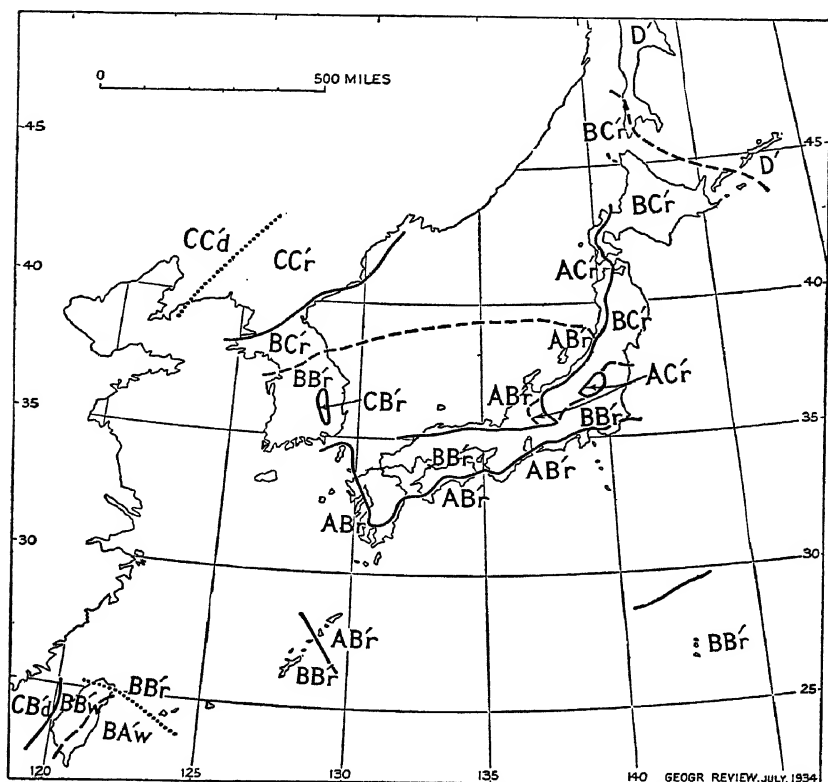 D'
0 500 MILES
45
BC'r
45
D'
BC'r
CC'd
CC'r
40
AC'r
40
BC'r
BC'r
AB'r
BB'r
AC'r
CB'r
AB'r
35
BB'r
35
BB'r
AB'r
AB'r
AB'r
30
30
AB'r
BB'r
BB'r
BB'r
25
CB'd
BB'w
BA'w
120
125
130
135
140
GEOGR REVIEW, JULY, 1934